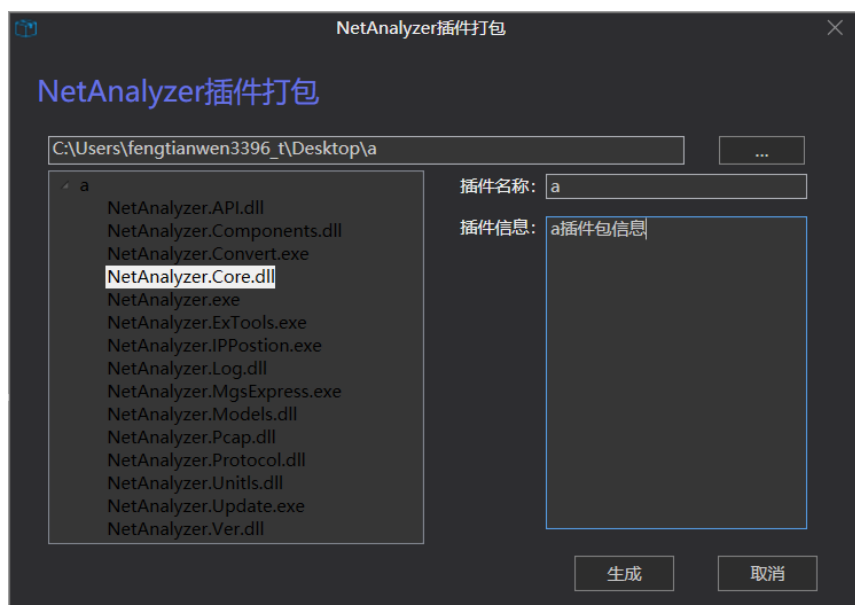 NetAnalyzer插件打包
NetAnalyzer插件打包
C:\Users\fengtianwen3396_t\Desktop\a
...
a
NetAnalyzer.API.dll
NetAnalyzer.Components.dll
NetAnalyzer.Convert.exe
NetAnalyzer.Core.dll
NetAnalyzer.exe
NetAnalyzer.ExTools.exe
NetAnalyzer.IPPostion.exe
NetAnalyzer.Log.dll
NetAnalyzer.MgsExpress.exe
NetAnalyzer.Models.dll
NetAnalyzer.Pcap.dll
NetAnalyzer.Protocol.dll
NetAnalyzer.Unitls.dll
NetAnalyzer.Update.exe
NetAnalyzer.Ver.dll
插件名称: a
插件信息: a插件包信息
生成
取消